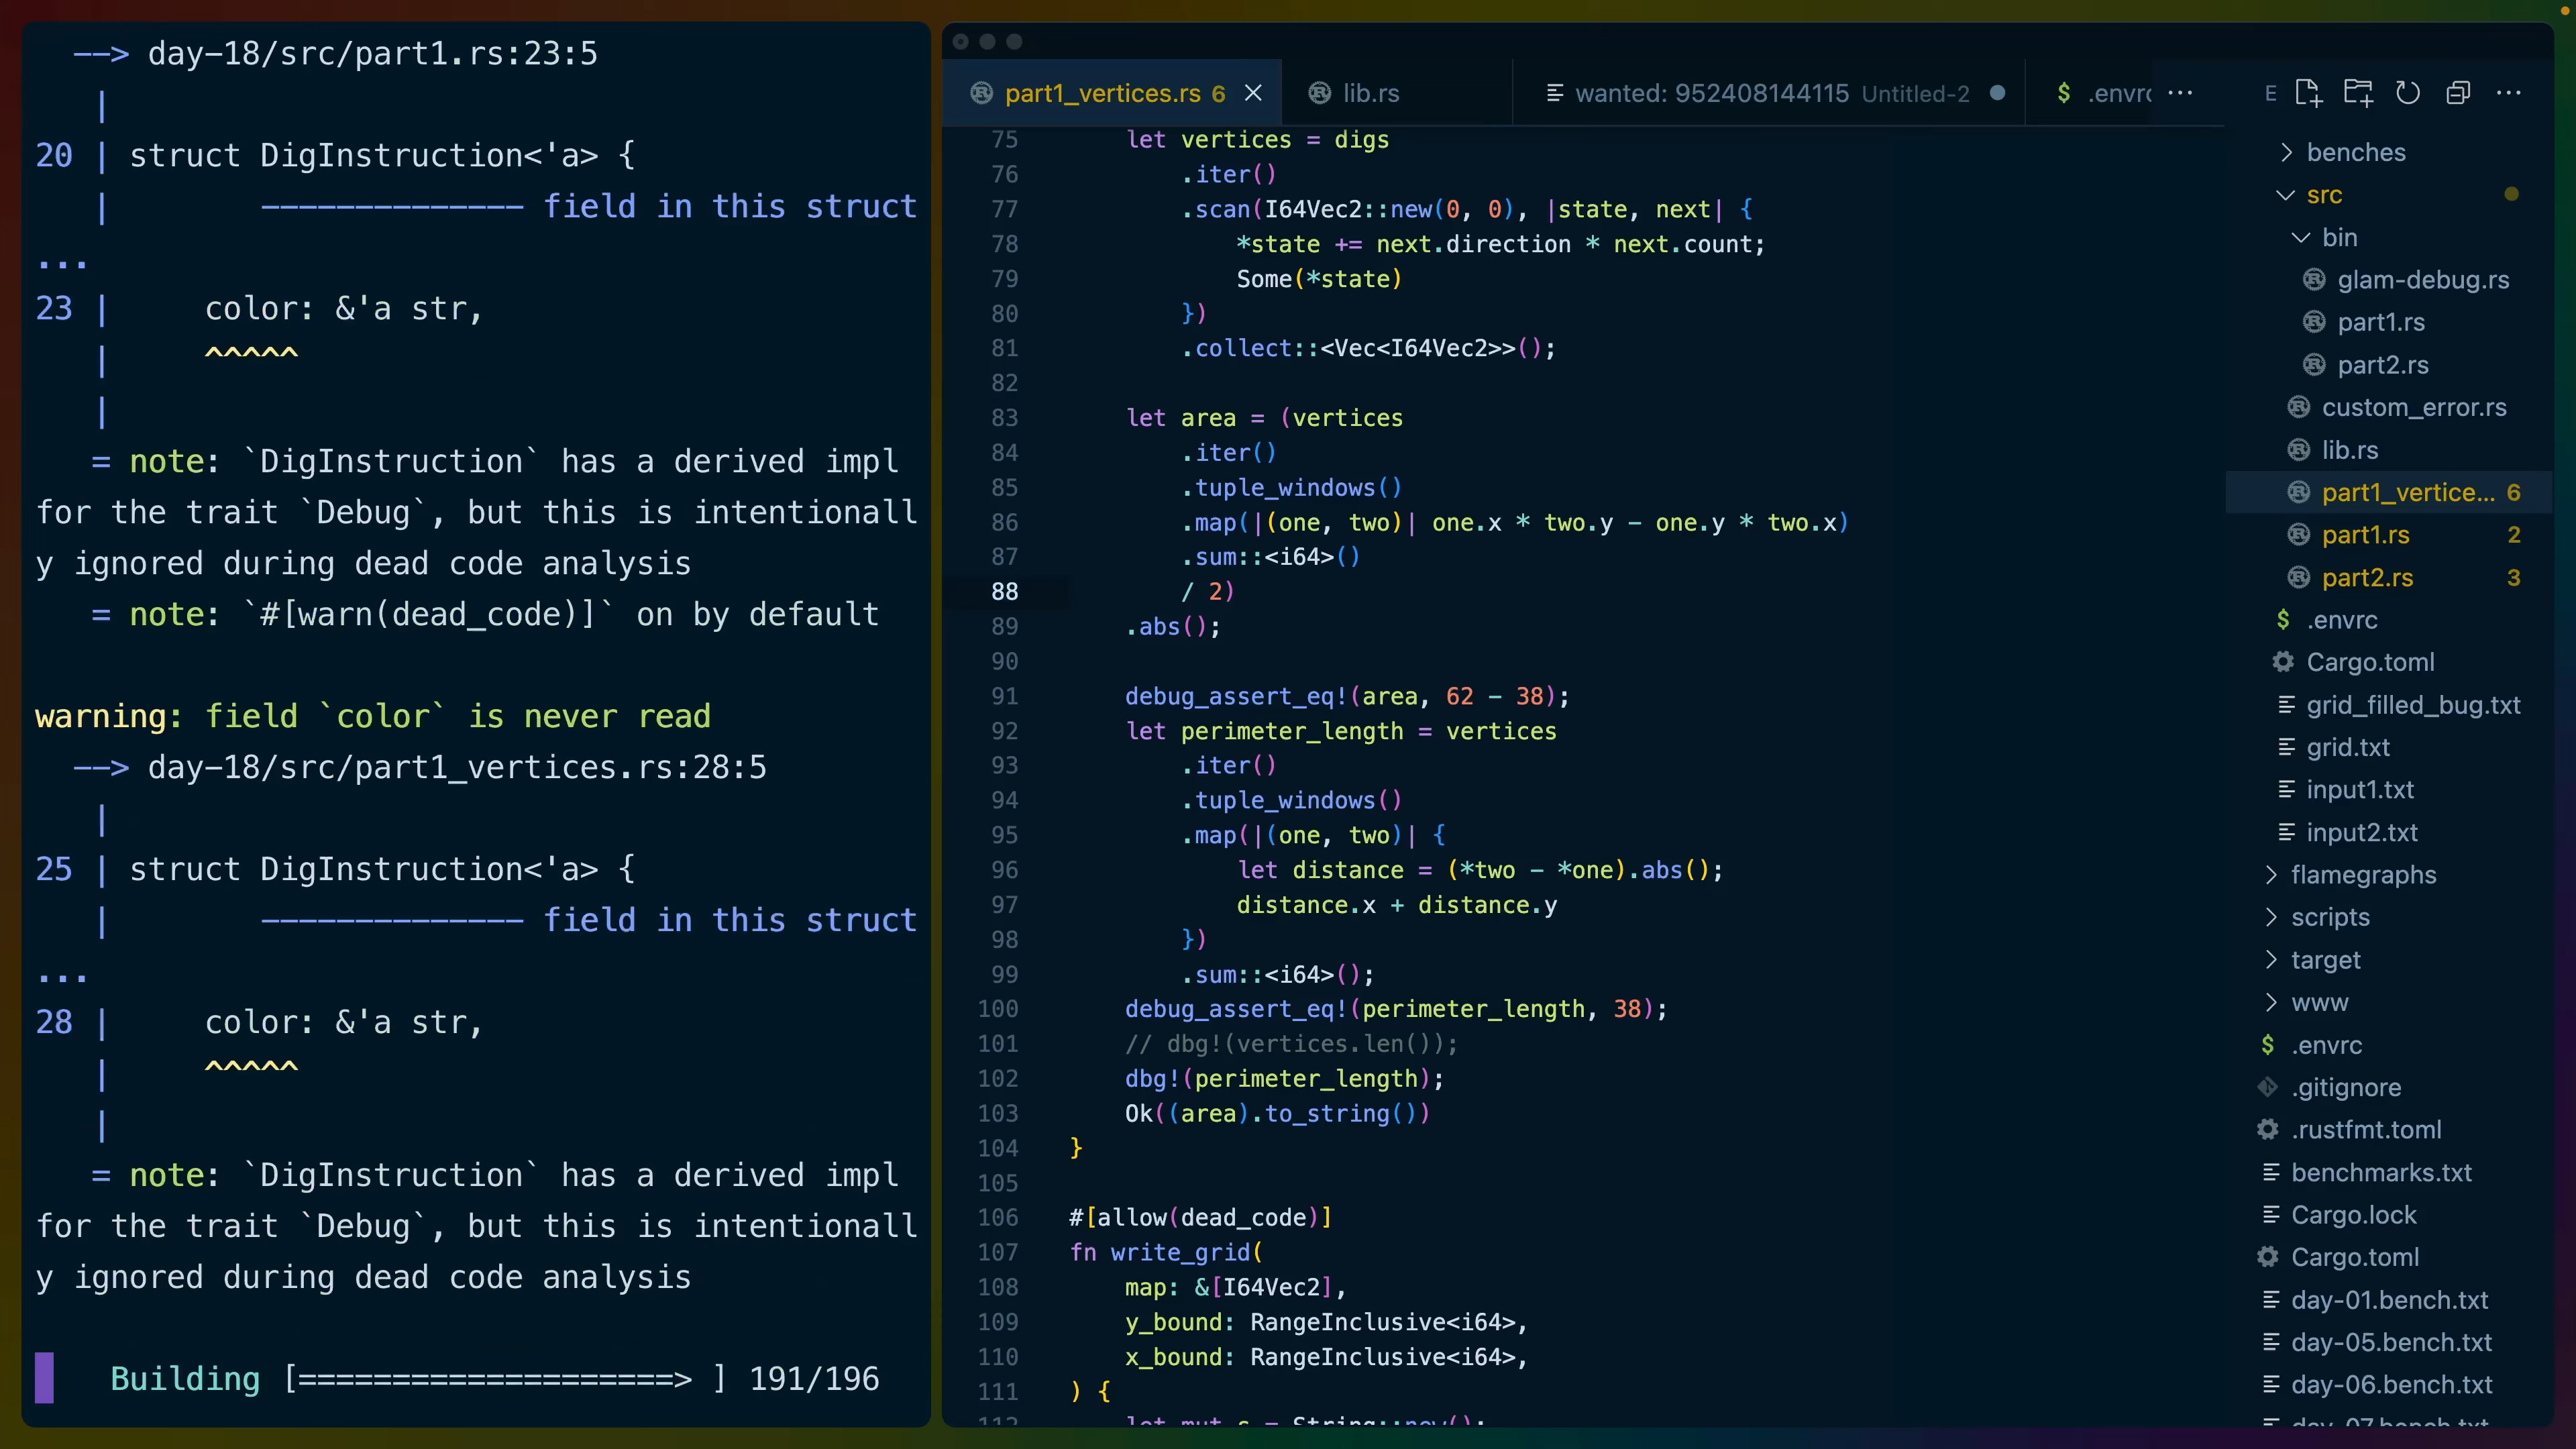 --> day-18/src/part1.rs:23:5
|
20 | struct DigInstruction<'a> {
| -------------- field in this struct
...
23 | color: &'a str,
| ^^^^^
|
= note: `DigInstruction` has a derived impl
for the trait `Debug`, but this is intentionall
y ignored during dead code analysis
= note: `#[warn(dead_code)]` on by default
warning: field `color` is never read
--> day-18/src/part1_vertices.rs:28:5
|
25 | struct DigInstruction<'a> {
| -------------- field in this struct
...
28 | color: &'a str,
| ^^^^^
|
= note: `DigInstruction` has a derived impl
for the trait `Debug`, but this is intentionall
y ignored during dead code analysis
Building [====================> ] 191/196
part1_vertices.rs 6
lib.rs
wanted: 952408144115 Untitled-2
$ .envrc ...
E
75 let vertices = digs
76 .iter()
77 .scan(I64Vec2::new(0, 0), |state, next| {
78 *state += next.direction * next.count;
79 Some(*state)
80 })
81 .collect::<Vec<I64Vec2>>();
82
83 let area = (vertices
84 .iter()
85 .tuple_windows()
86 .map(|(one, two)| one.x * two.y - one.y * two.x)
87 .sum::<i64>()
88 / 2)
89 .abs();
90
91 debug_assert_eq!(area, 62 - 38);
92 let perimeter_length = vertices
93 .iter()
94 .tuple_windows()
95 .map(|(one, two)| {
96 let distance = (*two - *one).abs();
97 distance.x + distance.y
98 })
99 .sum::<i64>();
100 debug_assert_eq!(perimeter_length, 38);
101 // dbg!(vertices.len());
102 dbg!(perimeter_length);
103 Ok((area).to_string())
104 }
105
106 #[allow(dead_code)]
107 fn write_grid(
108 map: &[I64Vec2],
109 y_bound: RangeInclusive<i64>,
110 x_bound: RangeInclusive<i64>,
111 ) {
112 let mut s = String::new();
benches
src
bin
glam-debug.rs
part1.rs
part2.rs
custom_error.rs
lib.rs
part1_vertice... 6
part1.rs 2
part2.rs 3
$ .envrc
Cargo.toml
grid_filled_bug.txt
grid.txt
input1.txt
input2.txt
flamegraphs
scripts
target
www
$ .envrc
.gitignore
.rustfmt.toml
benchmarks.txt
Cargo.lock
Cargo.toml
day-01.bench.txt
day-05.bench.txt
day-06.bench.txt
day-07.bench.txt